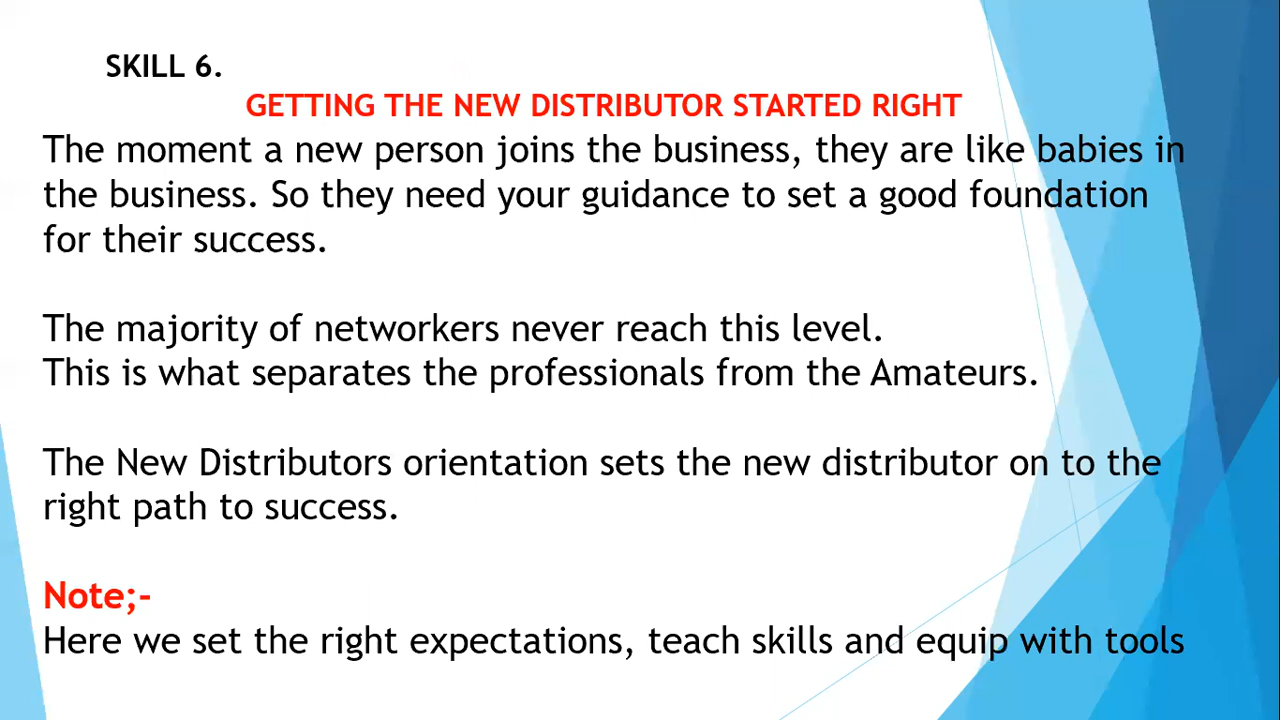 SKILL 6.
GETTING THE NEW DISTRIBUTOR STARTED RIGHT
The moment a new person joins the business, they are like babies in
the business. So they need your guidance to set a good foundation
for their success.
The majority of networkers never reach this level.
This is what separates the professionals from the Amateurs.
The New Distributors orientation sets the new distributor on to the
right path to success.
Note;-
Here we set the right expectations, teach skills and equip with tools